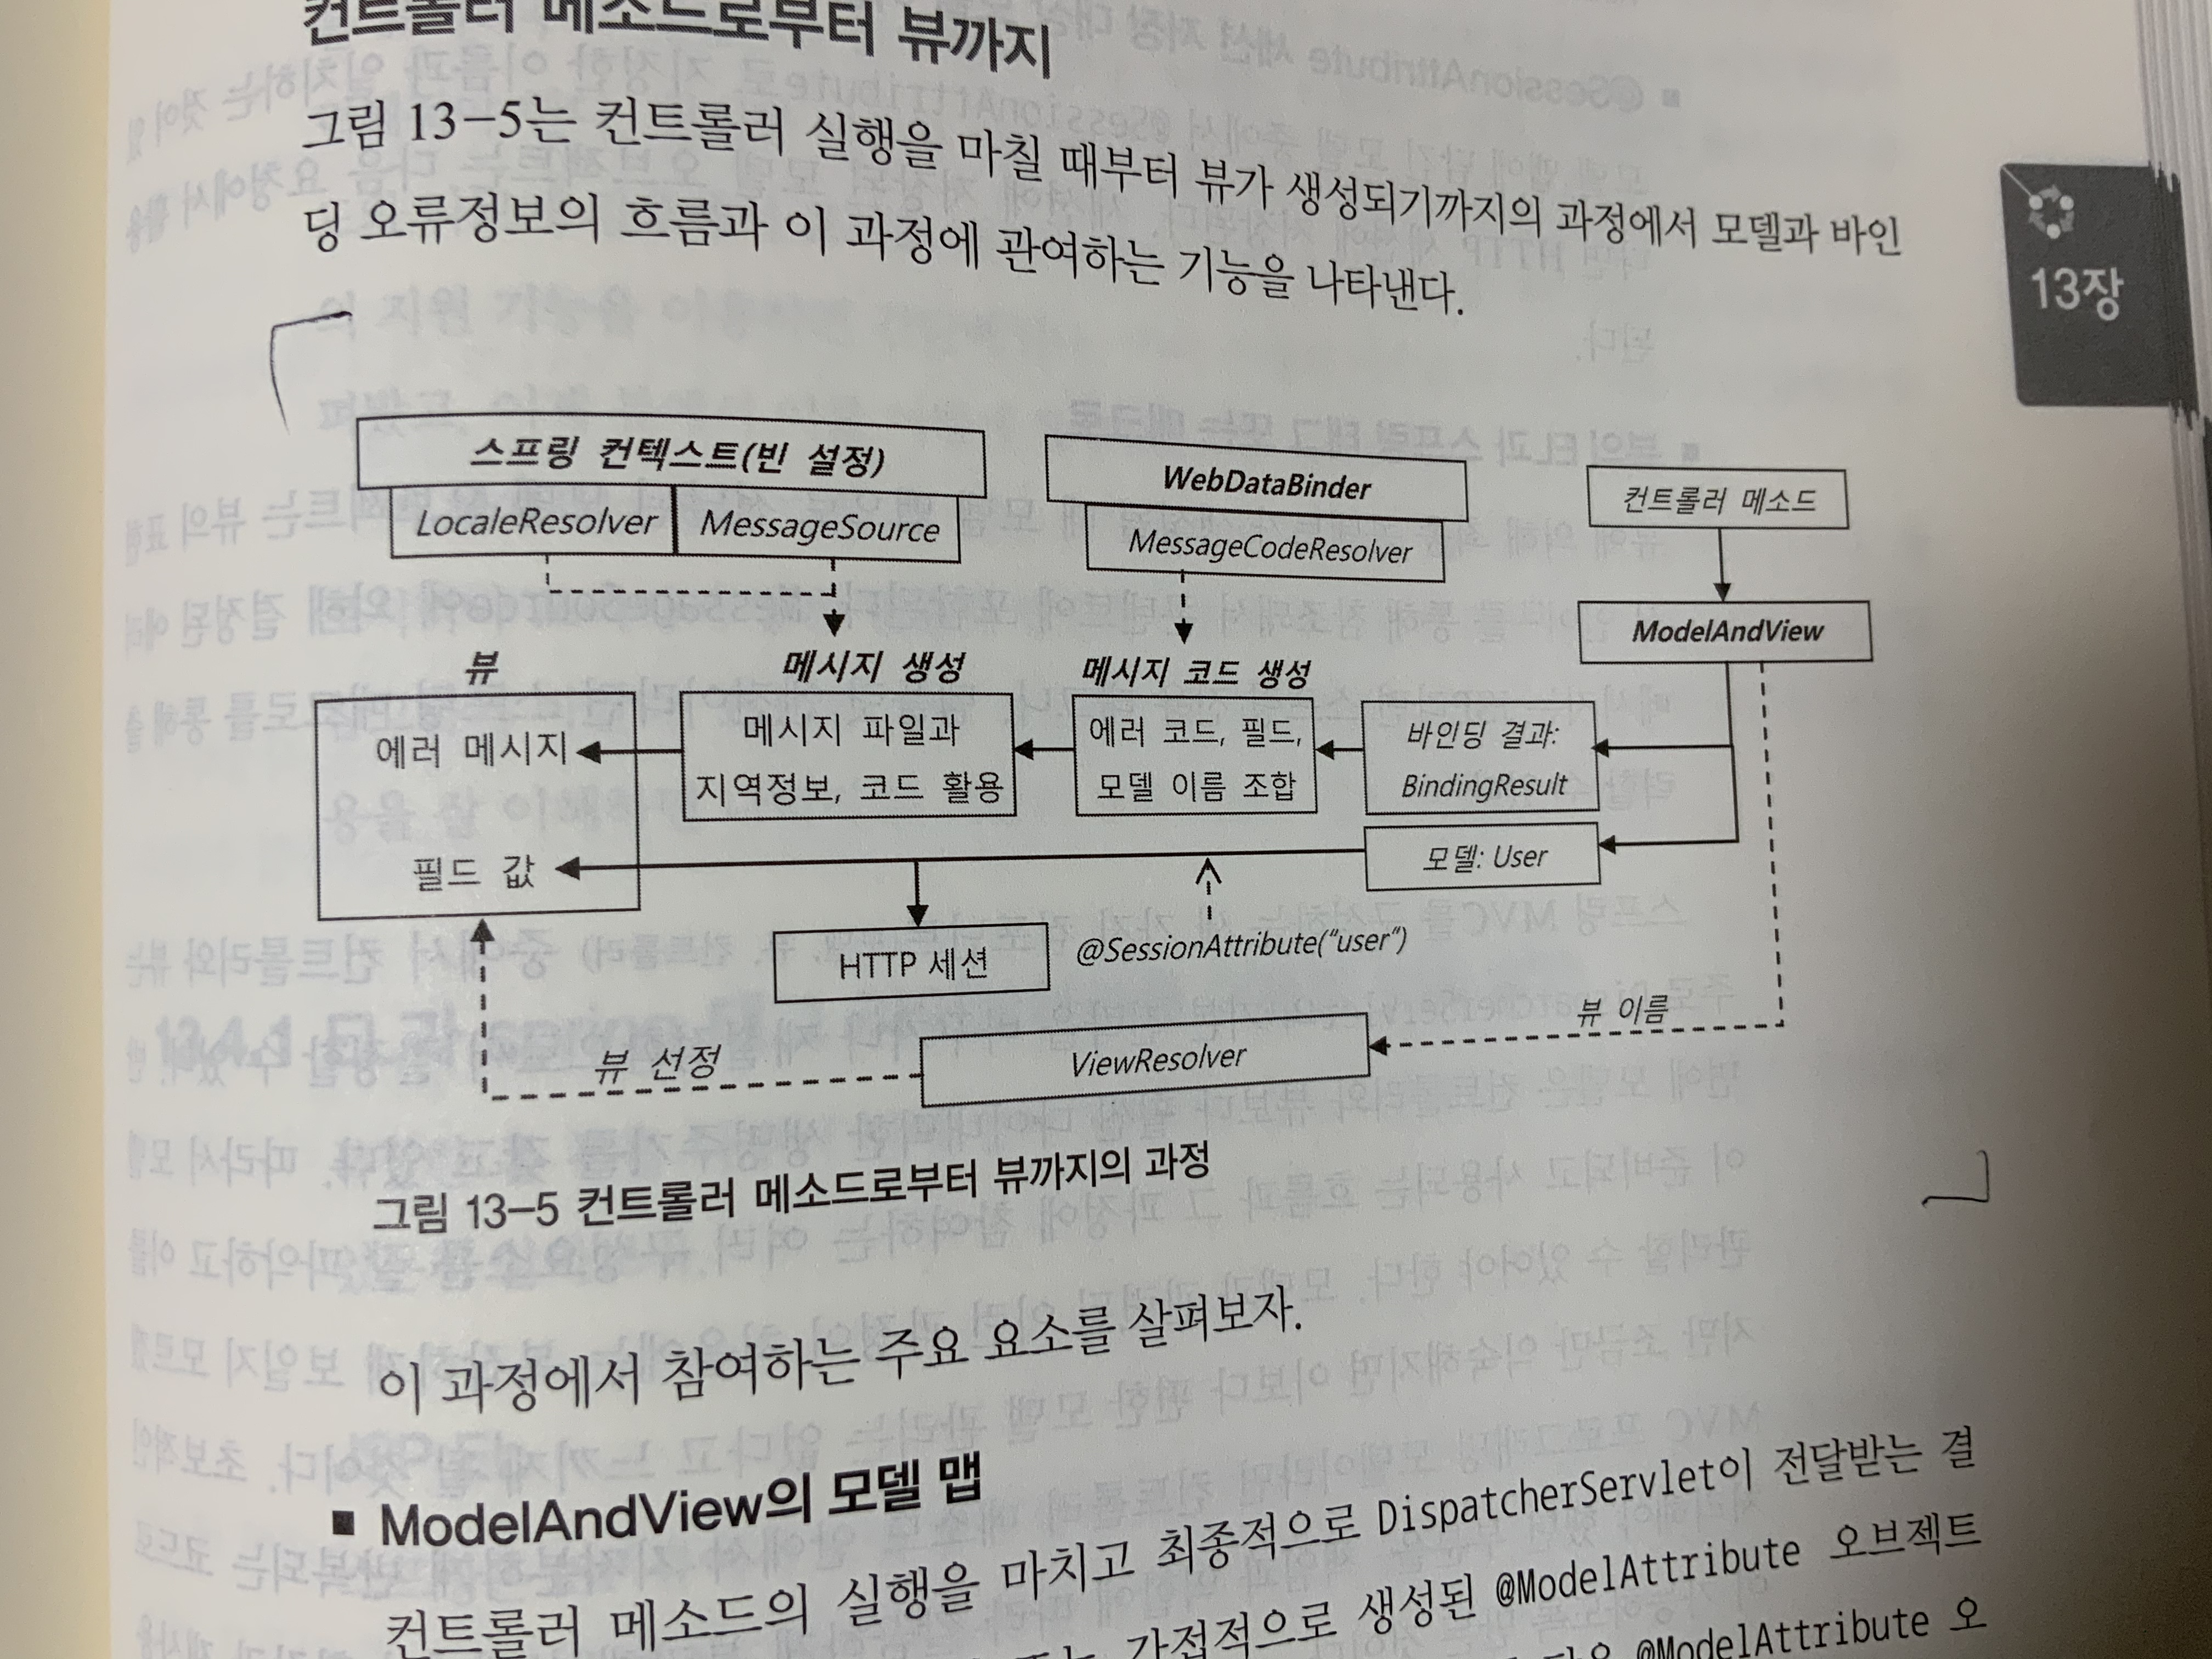 컨트롤러 메소드로부터 뷰까지
그림 13-5는 컨트롤러 실행을 마칠 때부터 뷰가 생성되기까지의 과정에서 모델과 바인
딩 오류정보의 흐름과 이 과정에 관여하는 기능을 나타낸다.
13장
스프링 컨텍스트(빈 설정)
LocaleResolver
MessageSource
WebDataBinder
MessageCodeResolver
컨트롤러 메소드
ModelAndView
뷰
메시지 생성
메시지 코드 생성
에러 메시지
메시지 파일과
지역정보, 코드 활용
에러 코드, 필드,
모델 이름 조합
바인딩 결과:
BindingResult
필드 값
모델: User
HTTP 세션
@SessionAttribute("user")
뷰 이름
뷰 선정
ViewResolver
그림 13-5 컨트롤러 메소드로부터 뷰까지의 과정
이 과정에서 참여하는 주요 요소를 살펴보자.
■ ModelAndView의 모델 맵
컨트롤러 메소드의 실행을 마치고 최종적으로 DispatcherServlet이 전달받는 결
또는 간접적으로 생성된 @ModelAttribute 오브젝트
@ModelAttribute 오